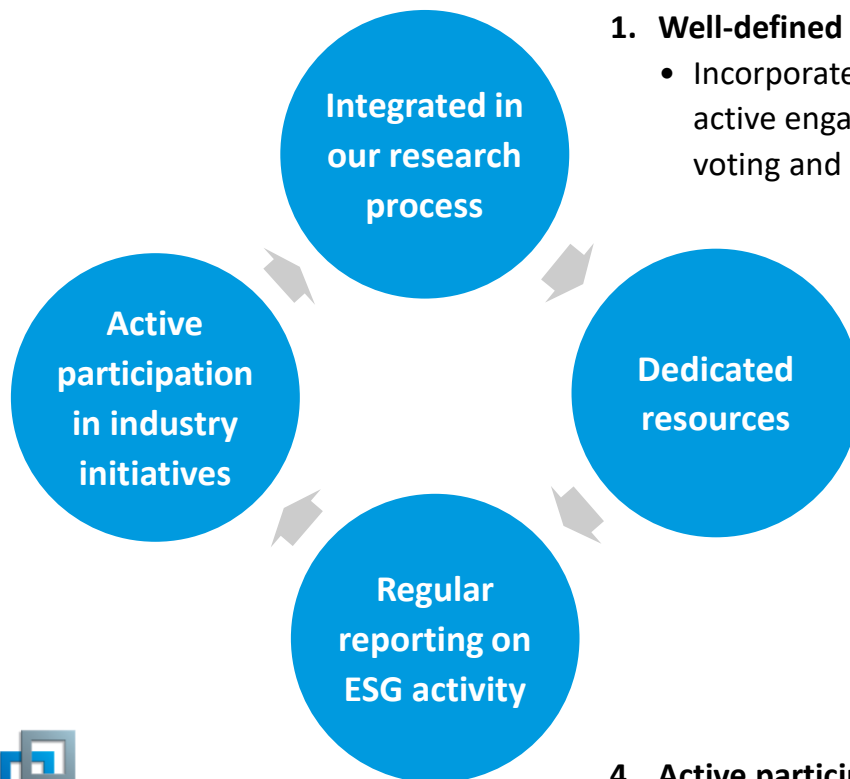 1. Well-defined
• Incorporate
active enga
voting and
Integrated in
our research
process
Dedicated
resources
Regular
reporting on
ESG activity
Active
participation
in industry
initiatives
4. Active partici